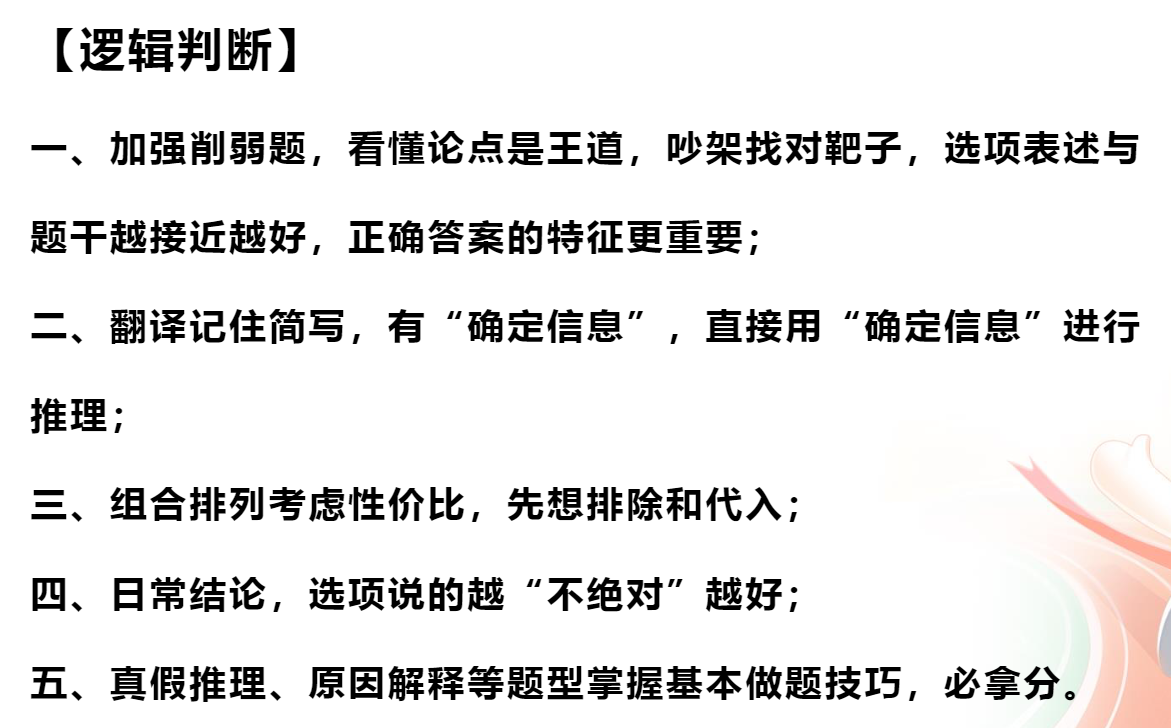 【逻辑判断】
一、加强削弱题，看懂论点是王道，吵架找对靶子，选项表述与
题干越接近越好，正确答案的特征更重要；
二、翻译记住简写，有“确定信息”，直接用“确定信息”进行
推理；
三、组合排列考虑性价比，先想排除和代入；
四、日常结论，选项说的越“不绝对”越好；
五、真假推理、原因解释等题型掌握基本做题技巧，必拿分。